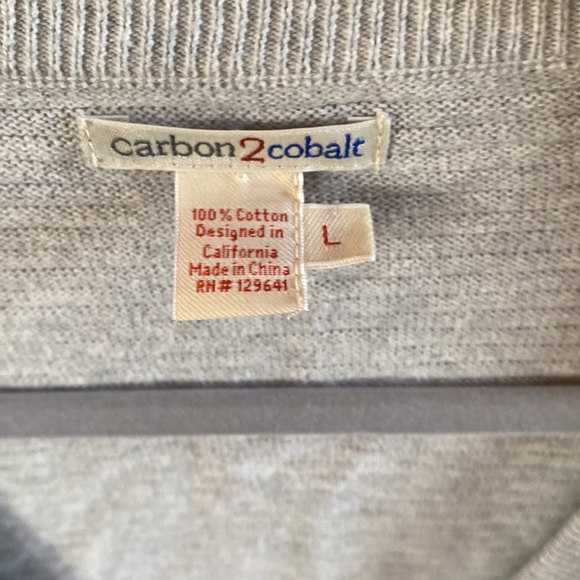 carbon2cobalt
100% Cotton
Designed in
California
Made in China
RN# 129641
L